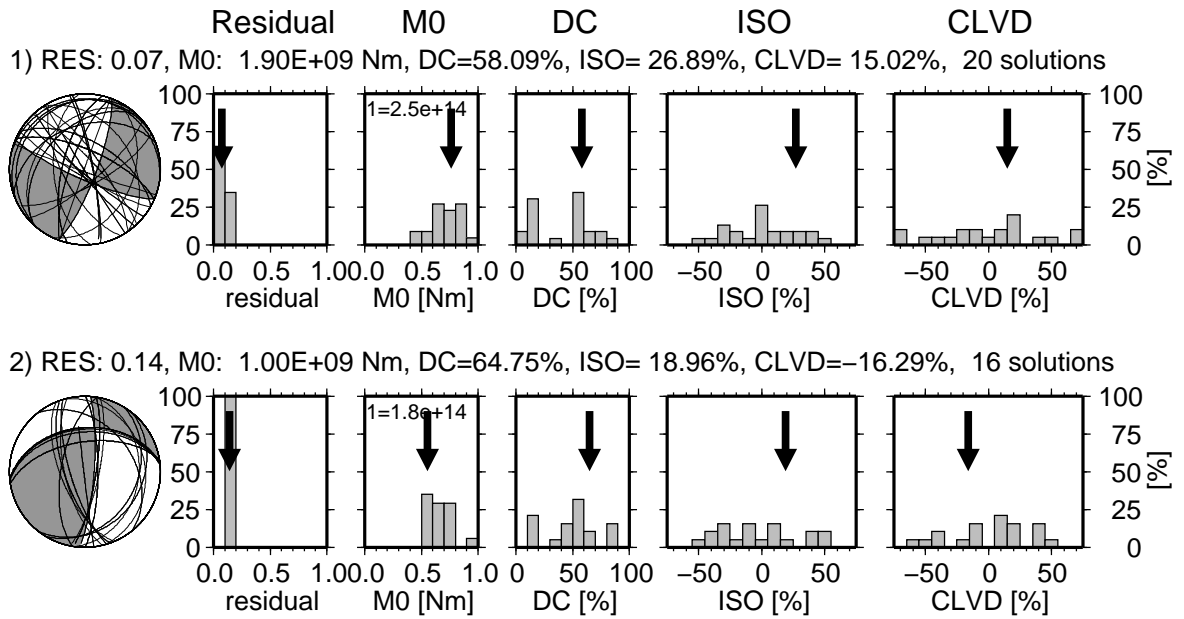 Residual M0 DC ISO CLVD
1) RES: 0.07, M0: 1.90E+09 Nm, DC=58.09%, ISO= 26.89%, CLVD= 15.02%, 20 solutions
100 1=2.5e+14 100
75 75
50 50
25 25
0 0
[%]
0.0 0.5 1.0 0.0 0.5 1.0 0 50 100 −50 0 50 −50 0 50
residual M0 [Nm] DC [%] ISO [%] CLVD [%]
2) RES: 0.14, M0: 1.00E+09 Nm, DC=64.75%, ISO= 18.96%, CLVD=−16.29%, 16 solutions
100 1=1.8e+14 100
75 75
50 50
25 25
0 0
[%]
0.0 0.5 1.0 0.0 0.5 1.0 0 50 100 −50 0 50 −50 0 50
residual M0 [Nm] DC [%] ISO [%] CLVD [%]